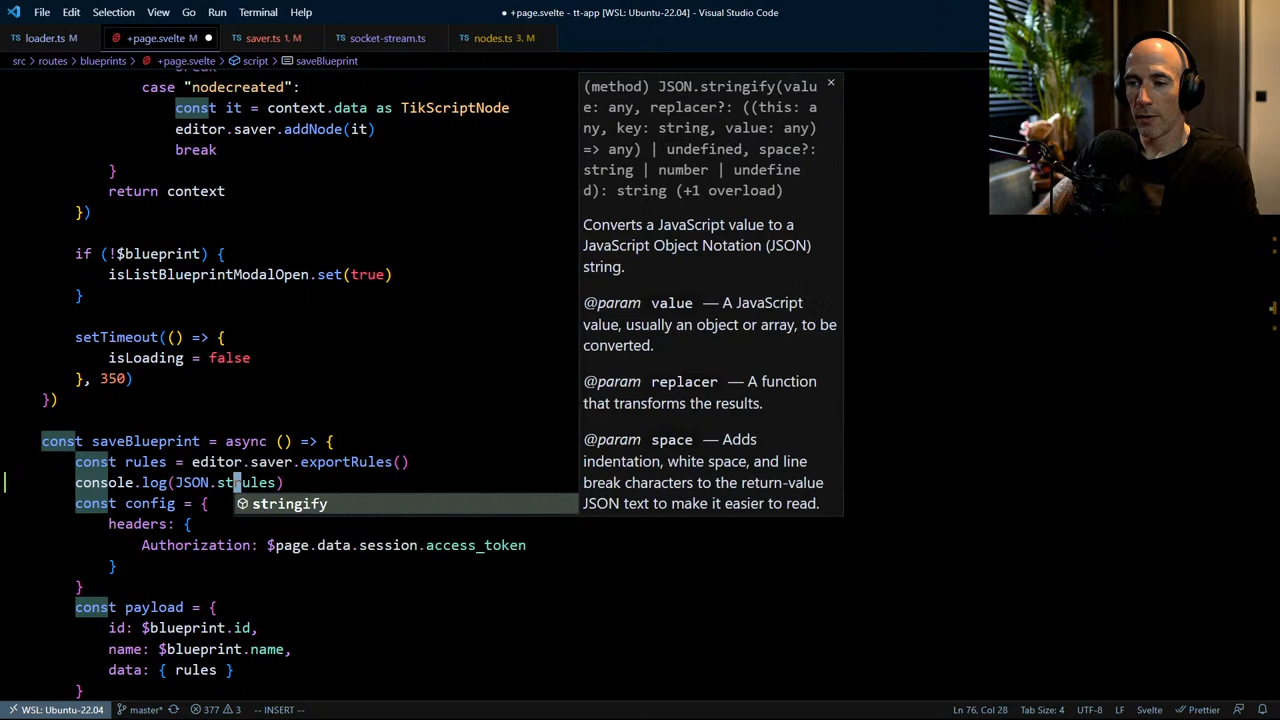 File Edit Selection View Go Run Terminal Help
● +page.svelte - tt-app [WSL: Ubuntu-22.04] - Visual Studio Code
loader.ts M +page.svelte M ● saver.ts 1, M socket-stream.ts nodes.ts 3, M
src > routes > blueprints > +page.svelte > script > saveBlueprint
break
case "nodecreated":
const it = context.data as TikScriptNode
editor.saver.addNode(it)
break
}
return context
})
if (!$blueprint) {
isListBlueprintModalOpen.set(true)
}
setTimeout(() => {
isLoading = false
}, 350)
})
const saveBlueprint = async () => {
const rules = editor.saver.exportRules()
console.log(JSON.strules)
const config = {
stringify
headers: {
Authorization: $page.data.session.access_token
}
}
const payload = {
id: $blueprint.id,
name: $blueprint.name,
data: { rules }
}
(method) JSON.stringify(valu
e: any, replacer?: ((this: a
ny, key: string, value: any)
=> any) | undefined, space?:
string | number | undefine
d): string (+1 overload)
Converts a JavaScript value to a
JavaScript Object Notation (JSON)
string.
@param value — A JavaScript
value, usually an object or array, to be
converted.
@param replacer — A function
that transforms the results.
@param space — Adds
indentation, white space, and line
break characters to the return-value
JSON text to make it easier to read.
WSL: Ubuntu-22.04 master* 377 3 -- INSERT -- Ln 76, Col 28 Tab Size: 4 UTF-8 LF Svelte Prettier